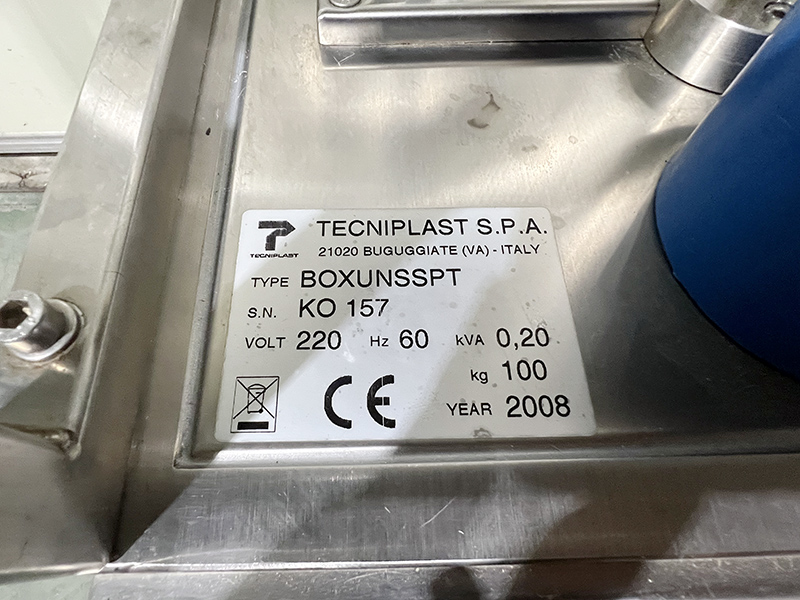 TECNIPLAST S.P.A.
TECNIPLAST
21020 BUGUGGIATE (VA) - ITALY
TYPE BOXUNSSPT
S.N. KO 157
VOLT 220 Hz 60 kVA 0,20
kg 100
CE
YEAR 2008